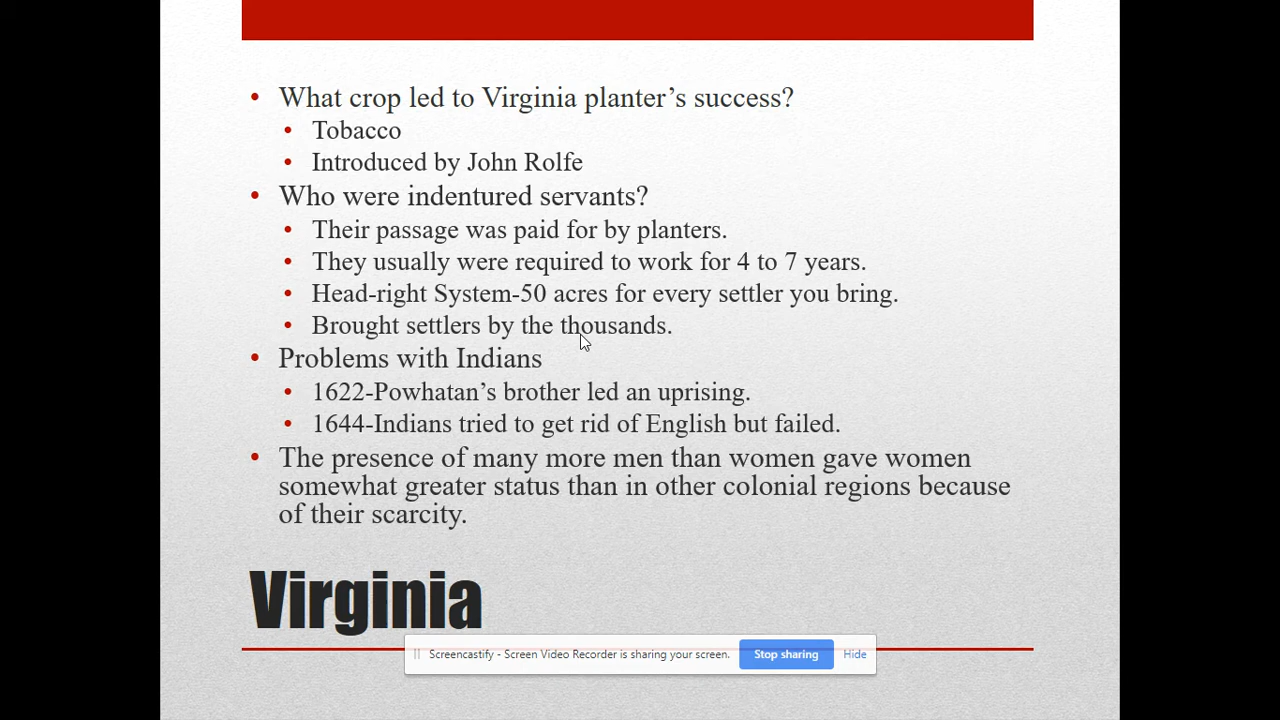 • What crop led to Virginia planter's success?
• Tobacco
• Introduced by John Rolfe
• Who were indentured servants?
• Their passage was paid for by planters.
• They usually were required to work for 4 to 7 years.
• Head-right System-50 acres for every settler you bring.
• Brought settlers by the thousands.
• Problems with Indians
• 1622-Powhatan's brother led an uprising.
• 1644-Indians tried to get rid of English but failed.
• The presence of many more men than women gave women
somewhat greater status than in other colonial regions because
of their scarcity.
Virginia
Screencastify - Screen Video Recorder is sharing your screen. Stop sharing Hide